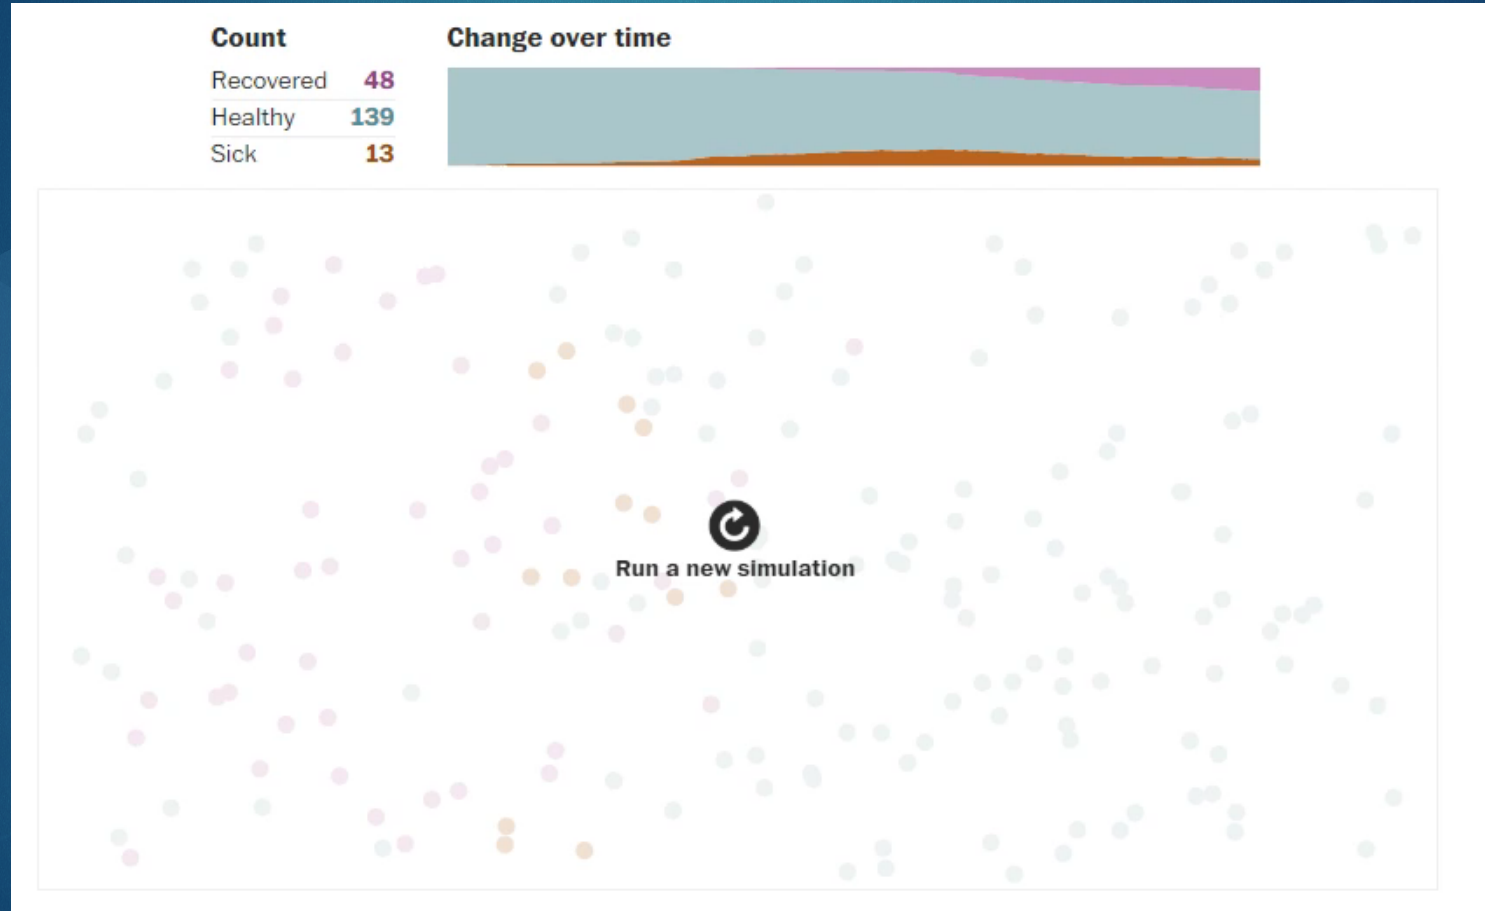 Count
Recovered 48
Healthy 139
Sick 13
Change over time
Run a new simulation